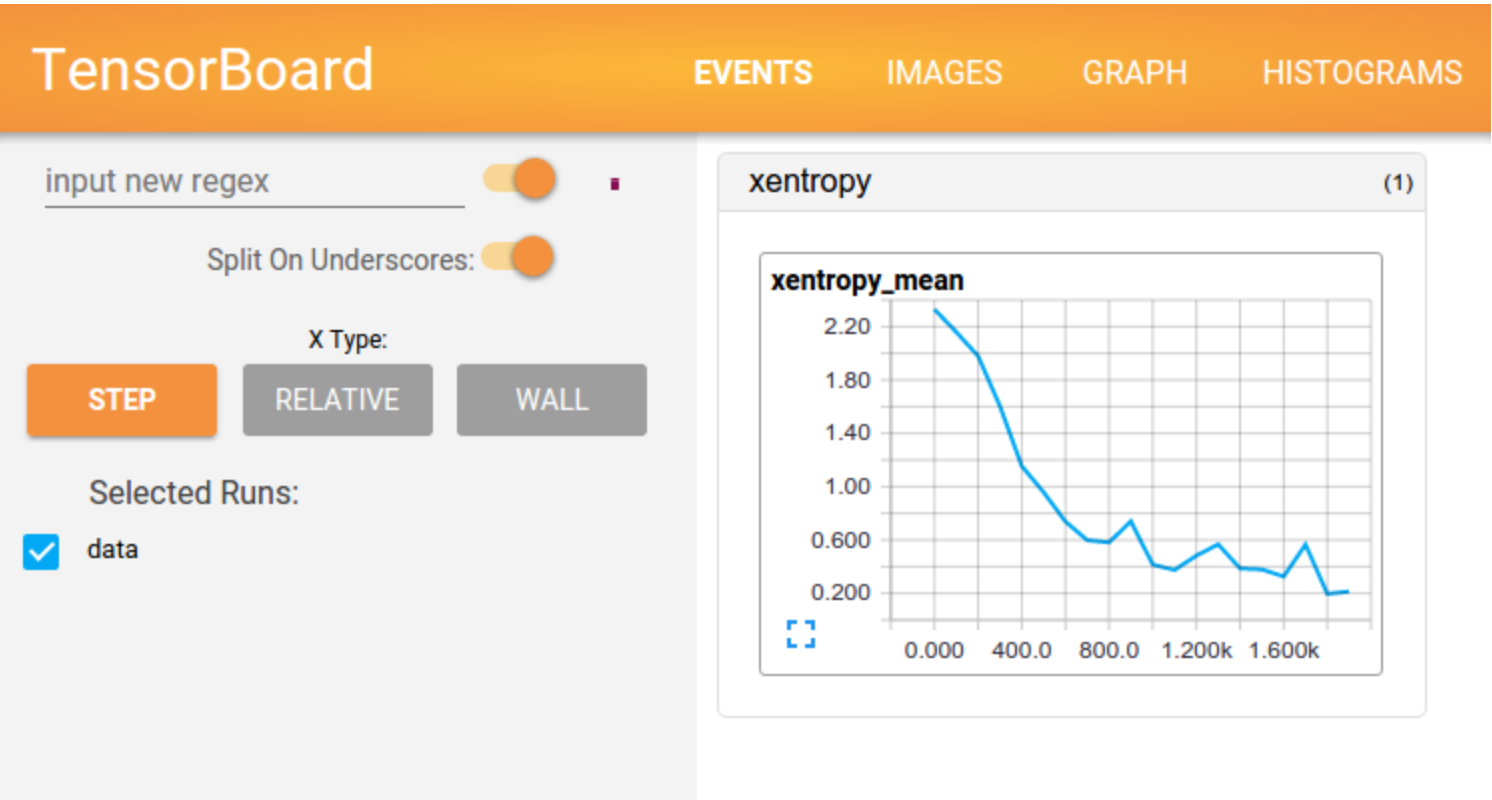 TensorBoard EVENTS IMAGES GRAPH HISTOGRAMS
input new regex
Split On Underscores:
X Type:
STEP RELATIVE WALL
Selected Runs:
data
xentropy (1)
xentropy_mean
2.20
1.80
1.40
1.00
0.600
0.200
0.000 400.0 800.0 1.200k 1.600k